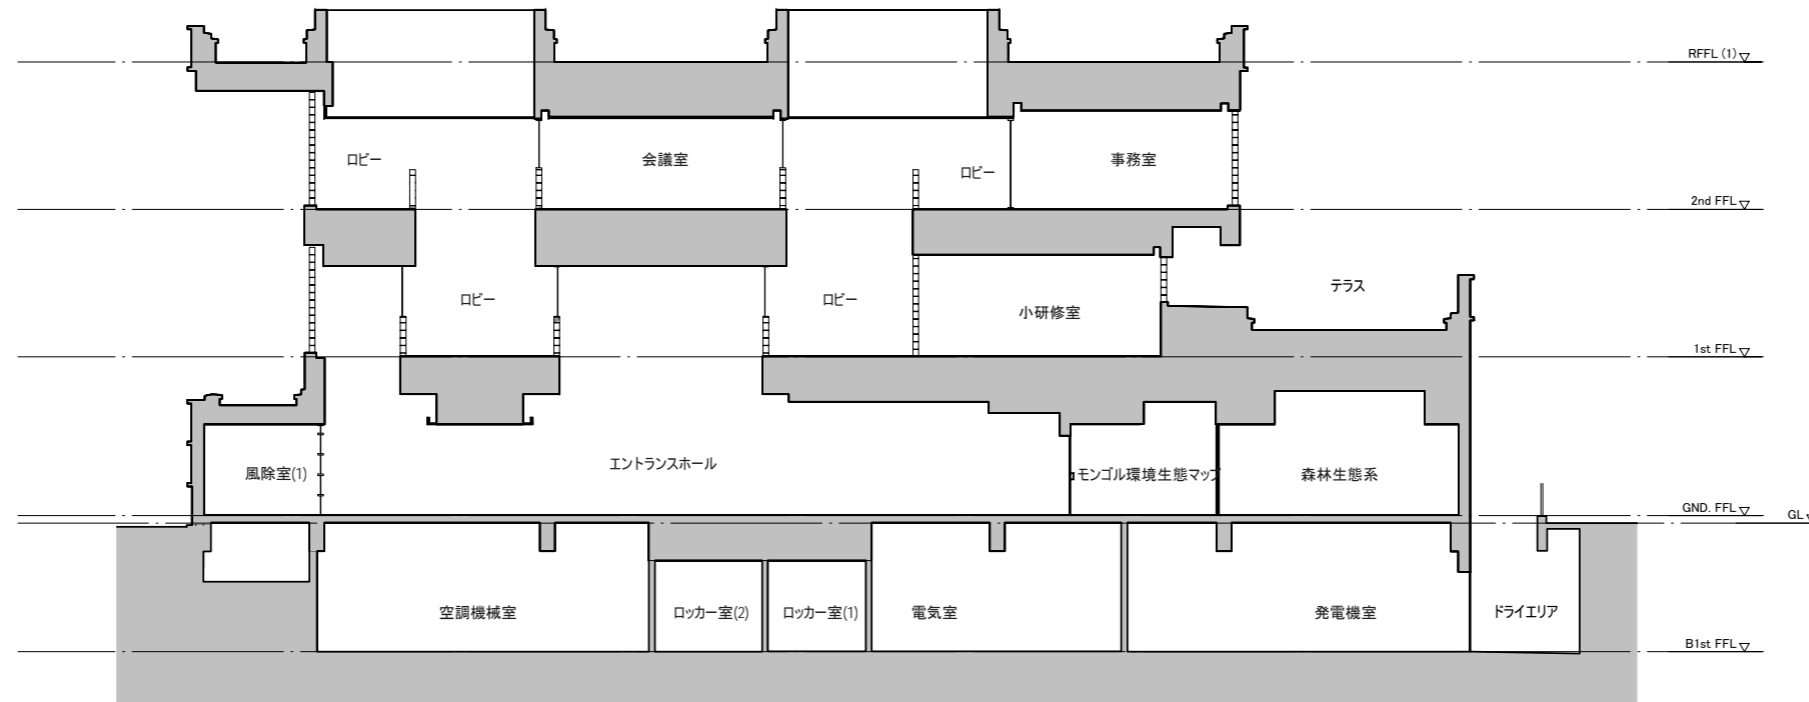 RFFL (1)
ロビー
会議室
ロビー
事務室
2nd FFL
ロビー
ロビー
小研修室
テラス
1st FFL
風除室(1)
エントランスホール
モンゴル環境生態マップ
森林生態系
GND. FFL
GL
空調機械室
ロッカー室(2)
ロッカー室(1)
電気室
発電機室
ドライエリア
B1st FFL